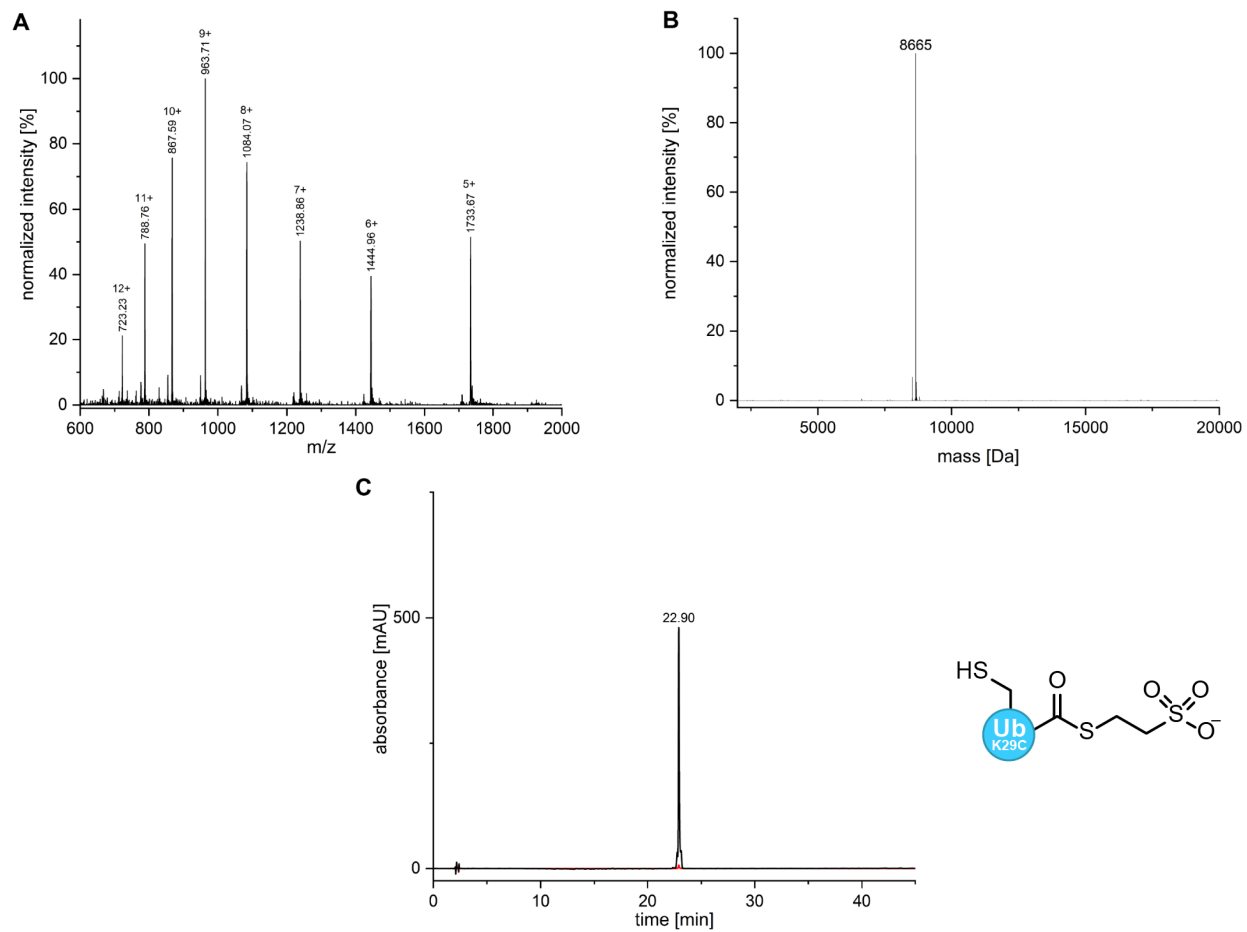 A
normalized intensity [%]
100
80
60
40
20
0
12+
723.23
11+
788.76
10+
867.59
9+
963.71
8+
1084.07
7+
1238.86
6+
1444.96
5+
1733.67
600 800 1000 1200 1400 1600 1800 2000
m/z
B
normalized intensity [%]
100
80
60
40
20
0
8665
5000 10000 15000 20000
mass [Da]
C
absorbance [mAU]
500
0
22.90
0 10 20 30 40
time [min]
HS
O
O O
S
S
O−
Ub
K29C